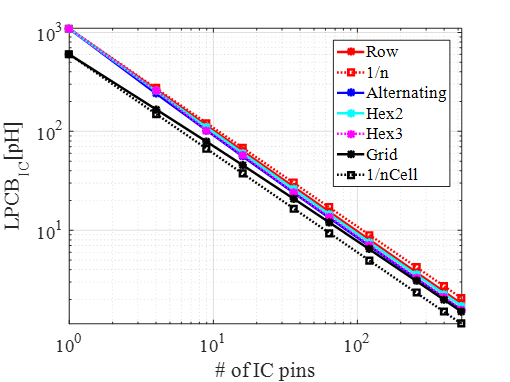 10^3
10^2
10^1
LPCB_IC[pH]
Row
1/n
Alternating
Hex2
Hex3
Grid
1/nCell
10^0 10^1 10^2
# of IC pins